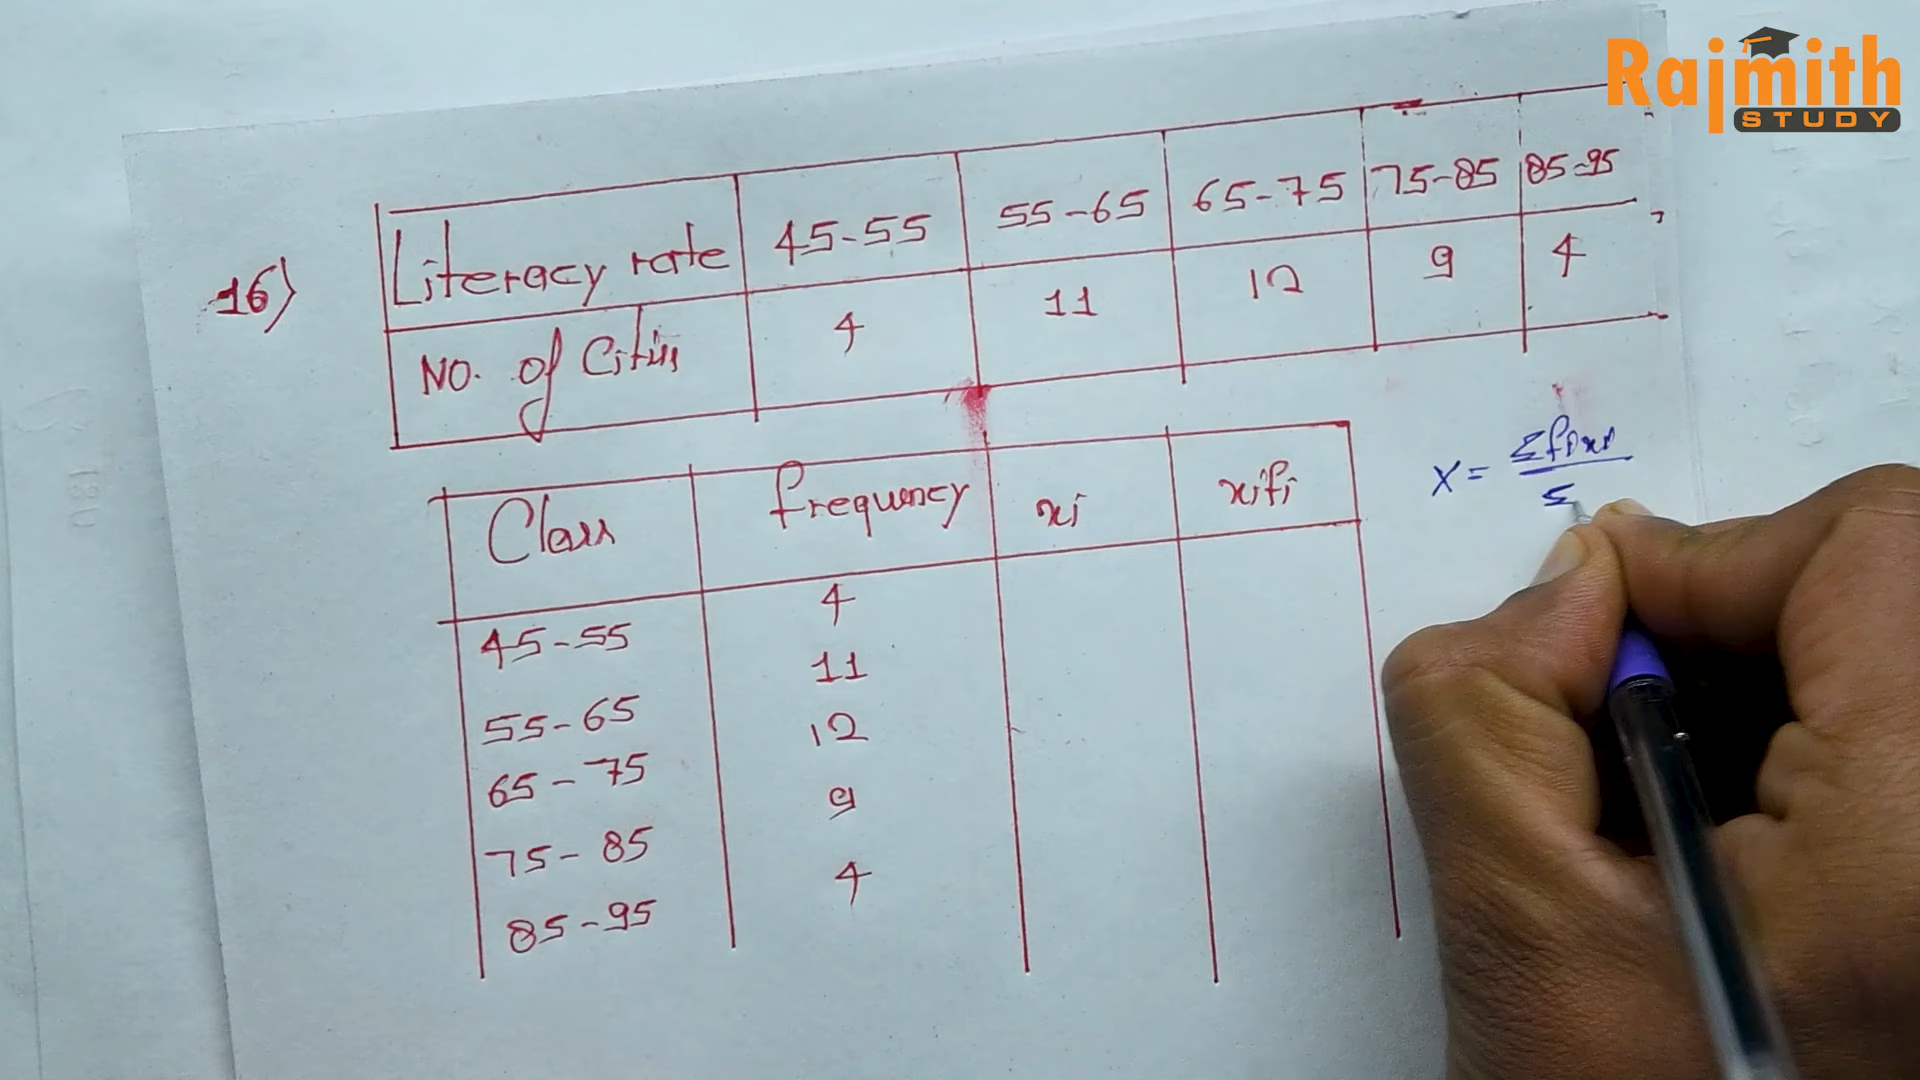 Rajmith
STUDY
16)
Literacy rate 45-55 55-65 65-75 75-85 85-95
No. of Cities 4 11 12 9 4
Class frequency xi xifi
45-55 4
55-65 11
65-75 12
75-85 9
85-95 4
X = Σfixi
Σ